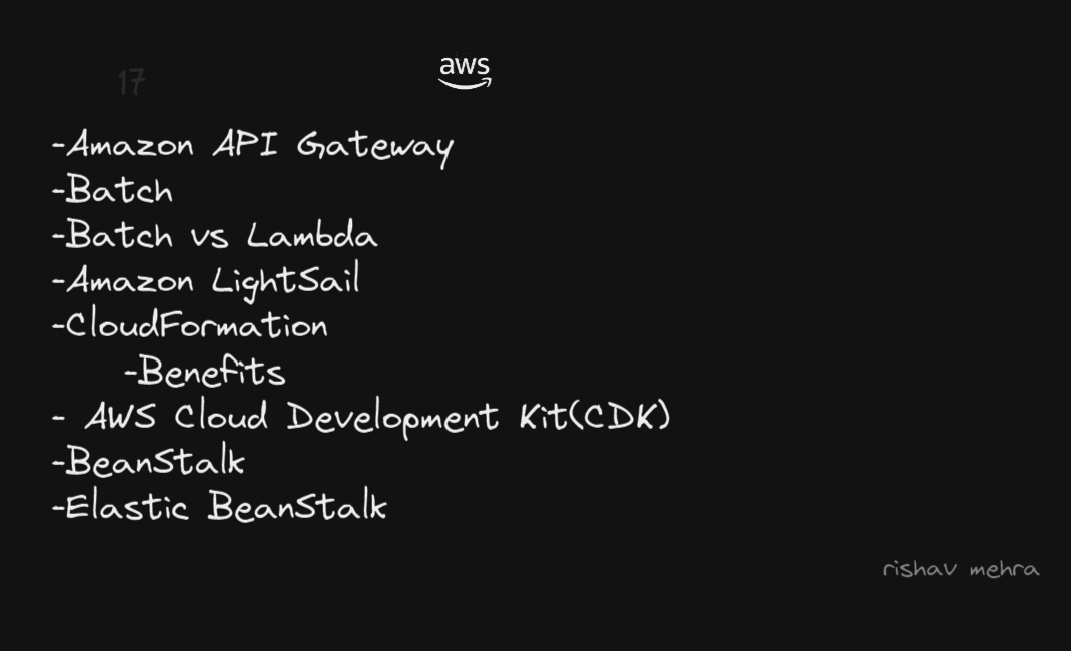 17
aws
-Amazon API Gateway
-Batch
-Batch vs Lambda
-Amazon LightSail
-CloudFormation
-Benefits
- AWS Cloud Development Kit(CDK)
-BeanStalk
-Elastic BeanStalk
rishav mehra